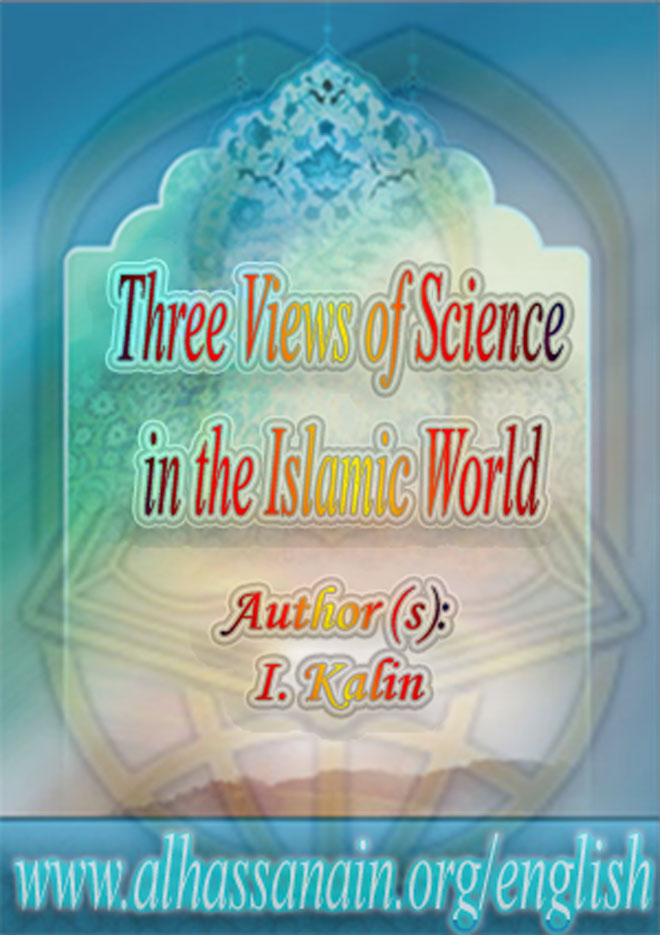 Three Views of Science
in the Islamic World
Author (s):
I. Kalin
www.alhassanain.org/english